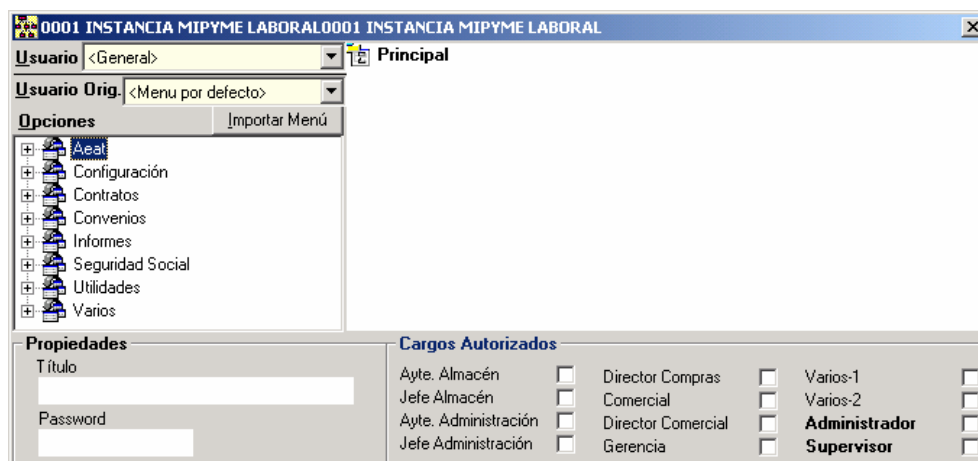 0001 INSTANCIA MIPYME LABORAL0001 INSTANCIA MIPYME LABORAL
Usuario <General>
Principal
Usuario Orig. <Menu por defecto>
Opciones Importar Menú
Aeat
Configuración
Contratos
Convenios
Informes
Seguridad Social
Utilidades
Varios
Propiedades
Título
Password
Cargos Autorizados
Ayte. Almacén Director Compras Varios-1
Jefe Almacén Comercial Varios-2
Ayte. Administración Director Comercial Administrador
Jefe Administración Gerencia Supervisor